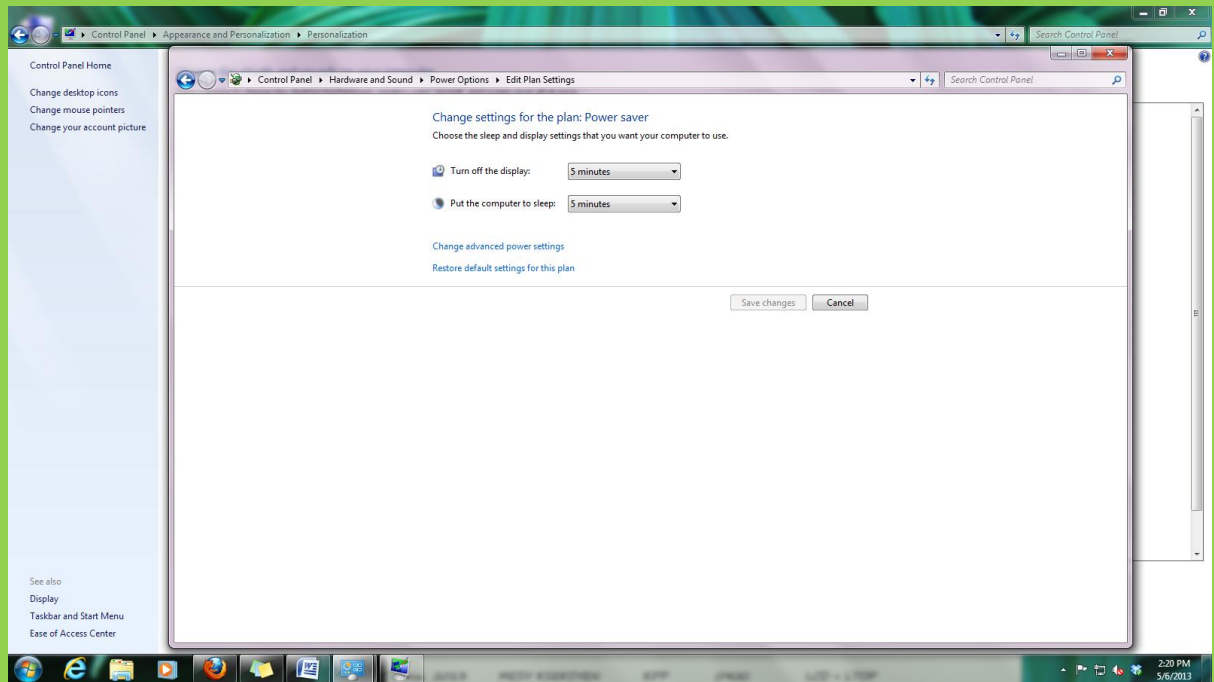 Control Panel ▸ Appearance and Personalization ▸ Personalization
Search Control Panel
Control Panel Home
Change desktop icons
Change mouse pointers
Change your account picture
Control Panel ▸ Hardware and Sound ▸ Power Options ▸ Edit Plan Settings
Search Control Panel
Change settings for the plan: Power saver
Choose the sleep and display settings that you want your computer to use.
Turn off the display: 5 minutes
Put the computer to sleep: 5 minutes
Change advanced power settings
Restore default settings for this plan
Save changes Cancel
See also
Display
Taskbar and Start Menu
Ease of Access Center
2:20 PM
5/6/2013